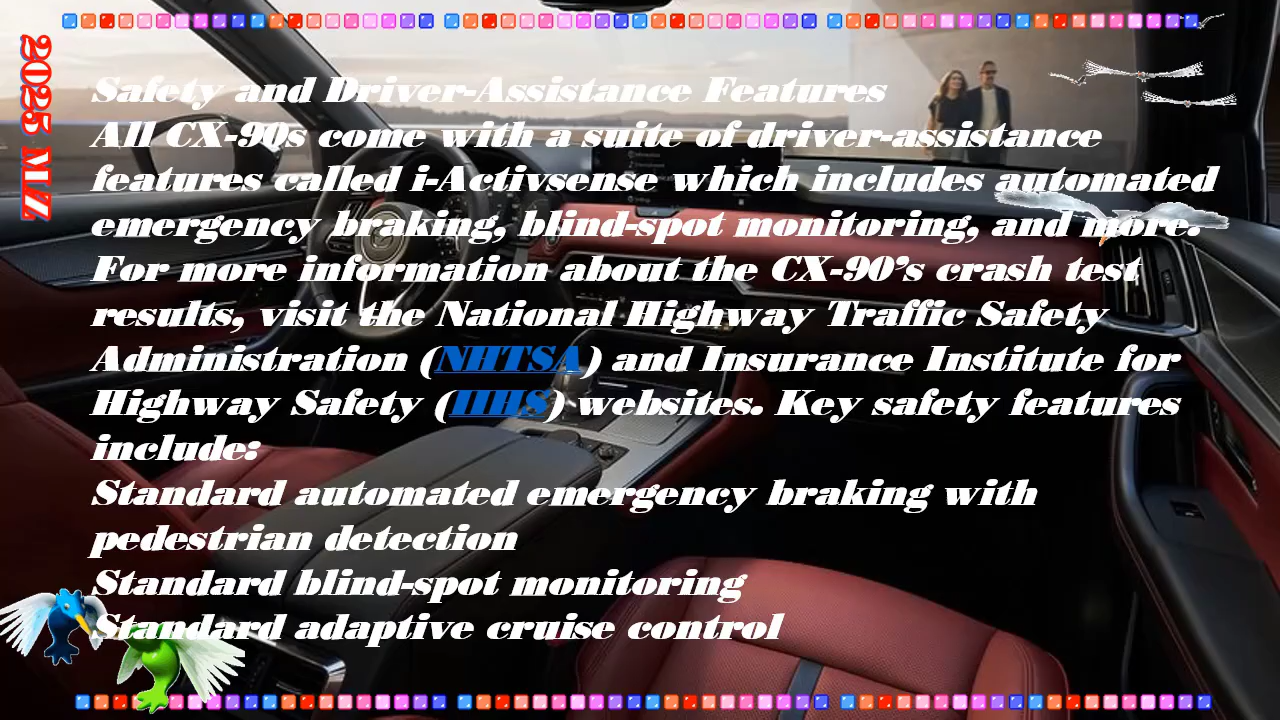 2025 MZ
Safety and Driver-Assistance Features
All CX-90s come with a suite of driver-assistance
features called i-Activsense which includes automated
emergency braking, blind-spot monitoring, and more.
For more information about the CX-90’s crash test
results, visit the National Highway Traffic Safety
Administration (NHTSA) and Insurance Institute for
Highway Safety (IIHS) websites. Key safety features
include:
Standard automated emergency braking with
pedestrian detection
Standard blind-spot monitoring
Standard adaptive cruise control